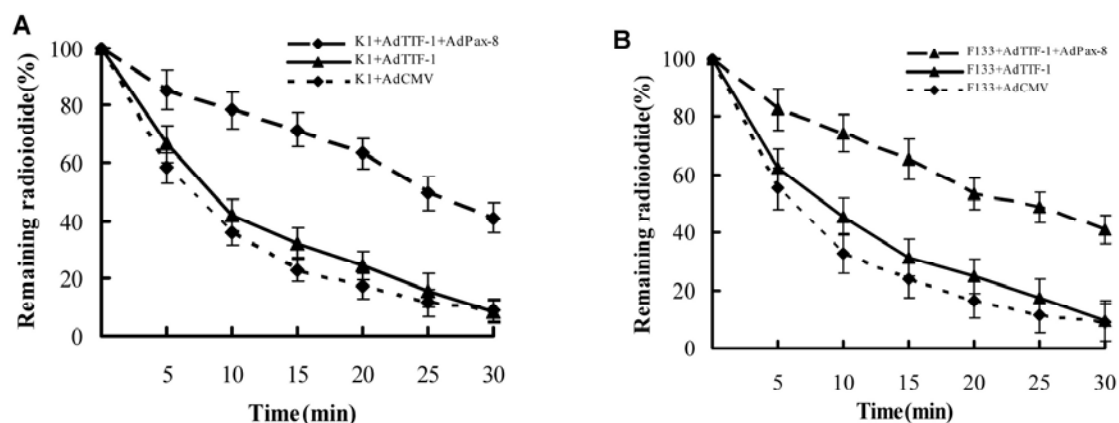 A
K1+AdTTF-1+AdPax-8
K1+AdTTF-1
K1+AdCMV
Remaining radioiodide(%)
100
80
60
40
20
0
5 10 15 20 25 30
Time(min)
B
F133+AdTTF-1+AdPax-8
F133+AdTTF-1
F133+AdCMV
Remaining radioiodide(%)
100
80
60
40
20
0
5 10 15 20 25 30
Time(min)